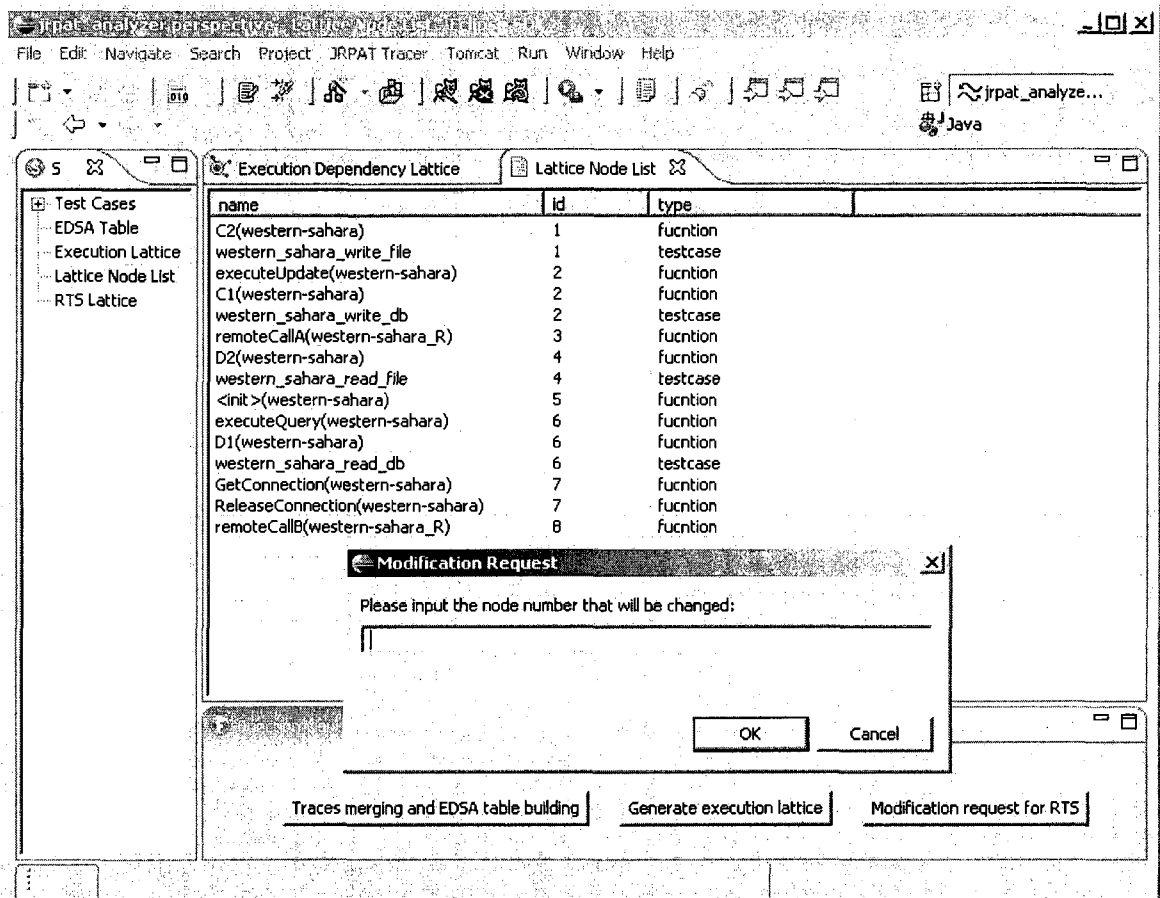 jrpat_analyzer perspective - Lattice Node List - Eclipse
File Edit Navigate Search Project JRPAT Tracer Tomcat Run Window Help
jrpat_analyze...
Java
S
Execution Dependency Lattice Lattice Node List
Test Cases
EDSA Table
Execution Lattice
Lattice Node List
RTS Lattice
name id type
C2(western-sahara) 1 fucntion
western_sahara_write_file 1 testcase
executeUpdate(western-sahara) 2 fucntion
C1(western-sahara) 2 fucntion
western_sahara_write_db 2 testcase
remoteCallA(western-sahara_R) 3 fucntion
D2(western-sahara) 4 fucntion
western_sahara_read_file 4 testcase
<init>(western-sahara) 5 fucntion
executeQuery(western-sahara) 6 fucntion
D1(western-sahara) 6 fucntion
western_sahara_read_db 6 testcase
GetConnection(western-sahara) 7 fucntion
ReleaseConnection(western-sahara) 7 fucntion
remoteCallB(western-sahara_R) 8 fucntion
Modification Request
Please input the node number that will be changed:
OK Cancel
Traces merging and EDSA table building Generate execution lattice Modification request for RTS